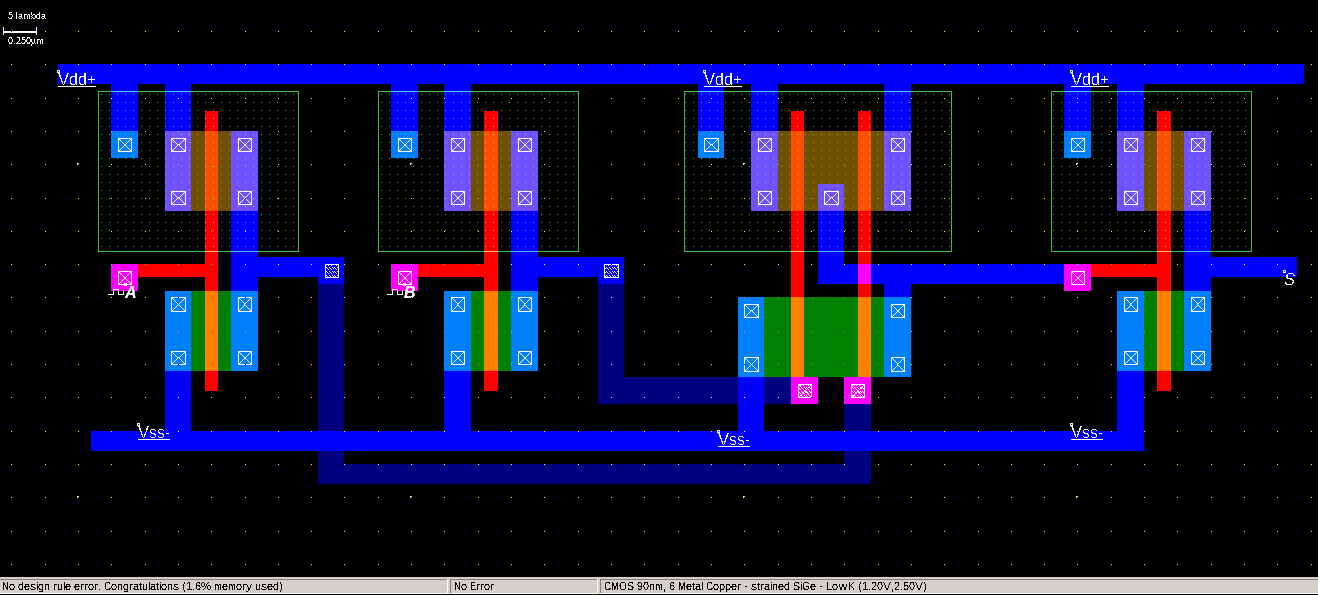 5 lambda
0.250µm
Vdd+
Vdd+
Vdd+
A
B
S
Vss-
Vss-
Vss-
No design rule error. Congratulations (1.6% memory used)
No Error
CMOS 90nm, 6 Metal Copper - strained SiGe - LowK (1.20V,2.50V)